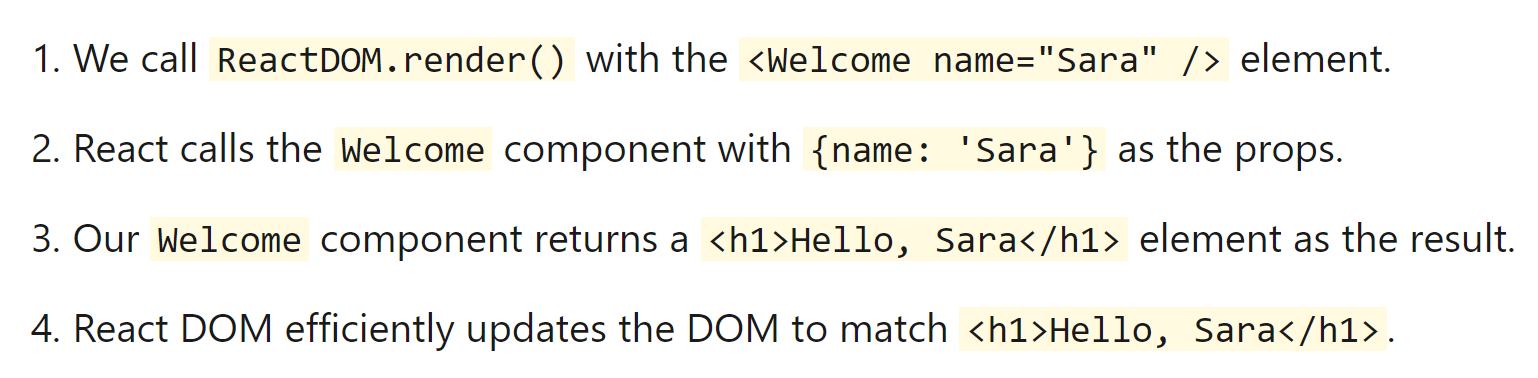 1. We call ReactDOM.render() with the <Welcome name="Sara" /> element.
2. React calls the Welcome component with {name: 'Sara'} as the props.
3. Our Welcome component returns a <h1>Hello, Sara</h1> element as the result.
4. React DOM efficiently updates the DOM to match <h1>Hello, Sara</h1>.